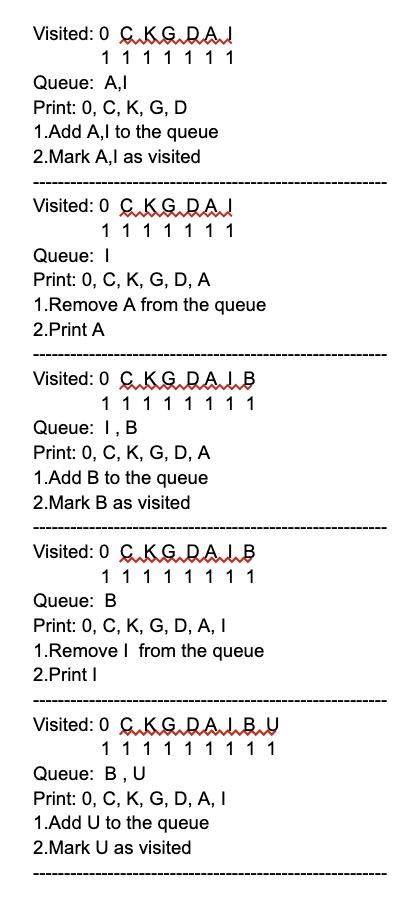 Visited: 0 C K G D A I
1 1 1 1 1 1 1
Queue: A,I
Print: 0, C, K, G, D
1.Add A,I to the queue
2.Mark A,I as visited
----------------------------------------------------------------
Visited: 0 C K G D A I
1 1 1 1 1 1 1
Queue: I
Print: 0, C, K, G, D, A
1.Remove A from the queue
2.Print A
----------------------------------------------------------------
Visited: 0 C K G D A I B
1 1 1 1 1 1 1 1
Queue: I , B
Print: 0, C, K, G, D, A
1.Add B to the queue
2.Mark B as visited
----------------------------------------------------------------
Visited: 0 C K G D A I B
1 1 1 1 1 1 1 1
Queue: B
Print: 0, C, K, G, D, A, I
1.Remove I from the queue
2.Print I
----------------------------------------------------------------
Visited: 0 C K G D A I B U
1 1 1 1 1 1 1 1 1
Queue: B , U
Print: 0, C, K, G, D, A, I
1.Add U to the queue
2.Mark U as visited
----------------------------------------------------------------